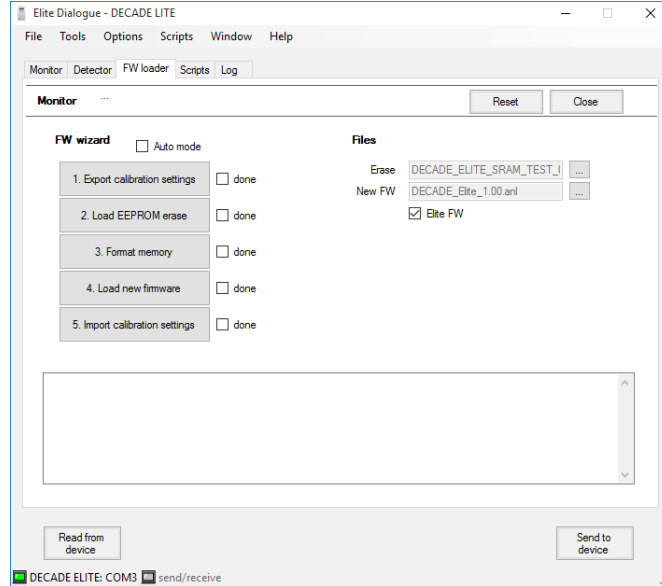 Elite Dialogue - DECADE LITE
File Tools Options Scripts Window Help
Monitor Detector FW loader Scripts Log
Monitor ... Reset Close
FW wizard Auto mode
Files
1. Export calibration settings done
2. Load EEPROM erase done
3. Format memory done
4. Load new firmware done
5. Import calibration settings done
Erase DECADE_ELITE_SRAM_TEST_( ...
New FW DECADE_Elite_1.00.anl ...
Elite FW
Read from
device
Send to
device
DECADE ELITE: COM3 send/receive